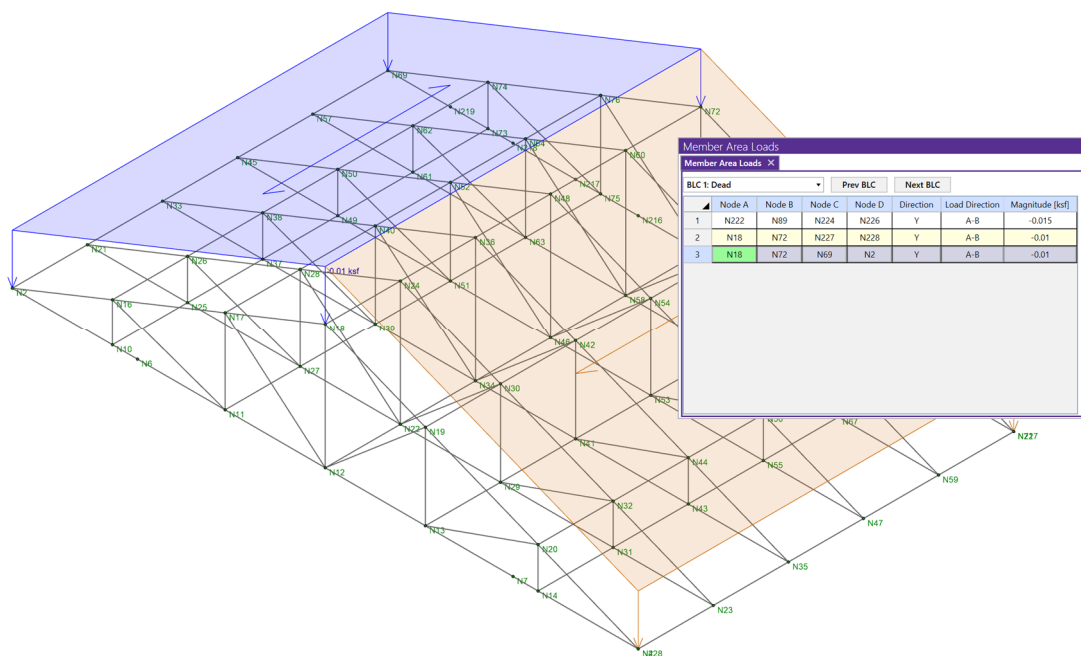 N69
N74
N76
N72
N57
N219
N62
N73
N64
N60
N45
N50
N61
N52
N217
N48
N75
N216
N33
N38
N49
N40
N36
N63
N21
N26
N37
N28
-0.01 ksf
N24
N51
N58
N54
N2
N16
N25
N17
N18
N39
N10
N6
N27
N46
N42
N34
N30
N53
N11
N22
N19
N41
N67
N12
N44
N55
N59
N29
N43
N32
N47
N13
N20
N31
N35
N7
N14
N23
Member Area Loads
Member Area Loads X
BLC 1: Dead Prev BLC Next BLC
Node A Node B Node C Node D Direction Load Direction Magnitude [ksf]
1 N222 N89 N224 N226 Y A-B -0.015
2 N18 N72 N227 N228 Y A-B -0.01
3 N18 N72 N69 N2 Y A-B -0.01